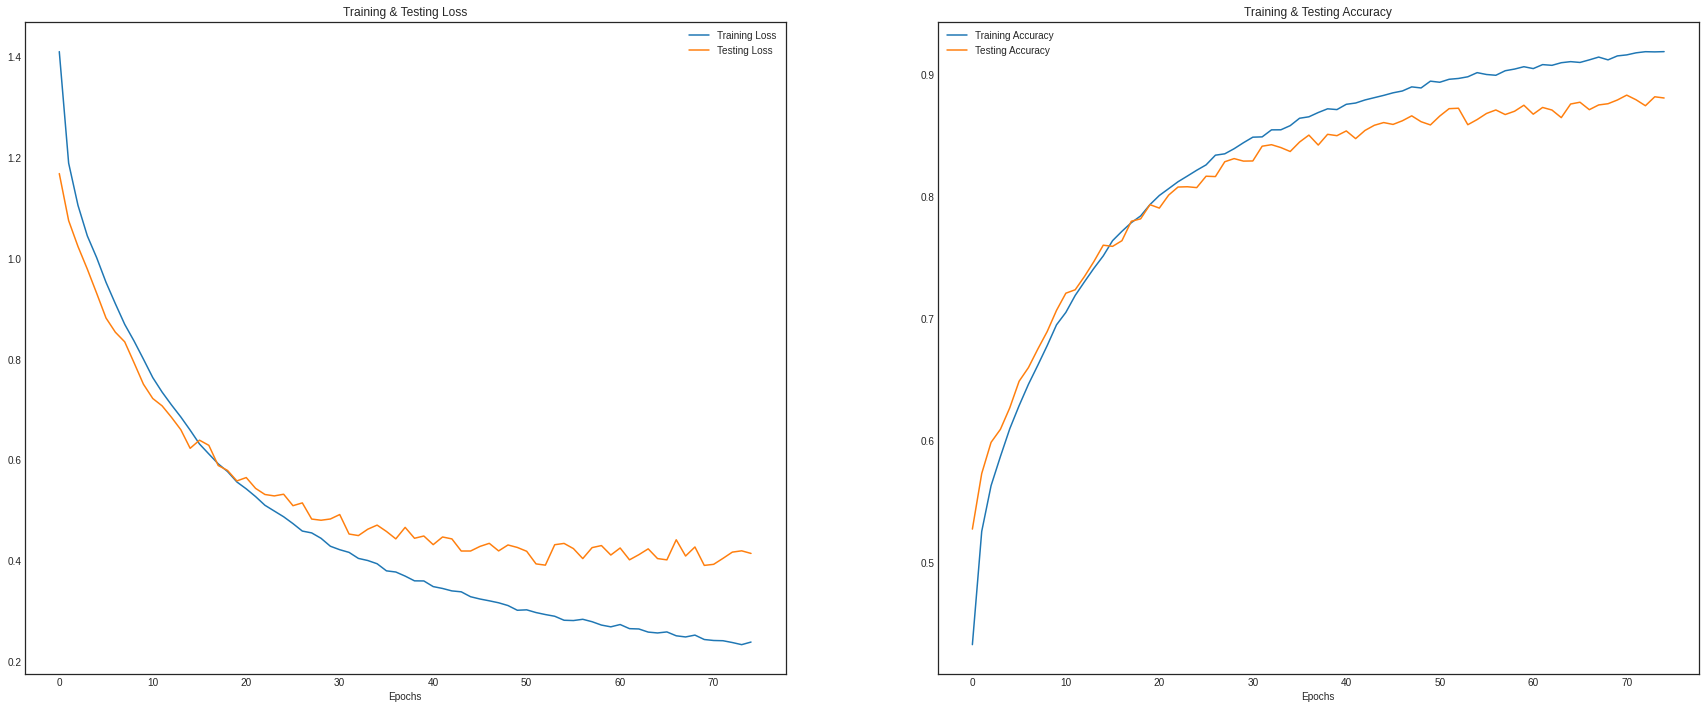 Training & Testing Loss
Training Loss
Testing Loss
1.4
1.2
1.0
0.8
0.6
0.4
0.2
0 10 20 30 40 50 60 70
Epochs
Training & Testing Accuracy
Training Accuracy
Testing Accuracy
0.9
0.8
0.7
0.6
0.5
0 10 20 30 40 50 60 70
Epochs